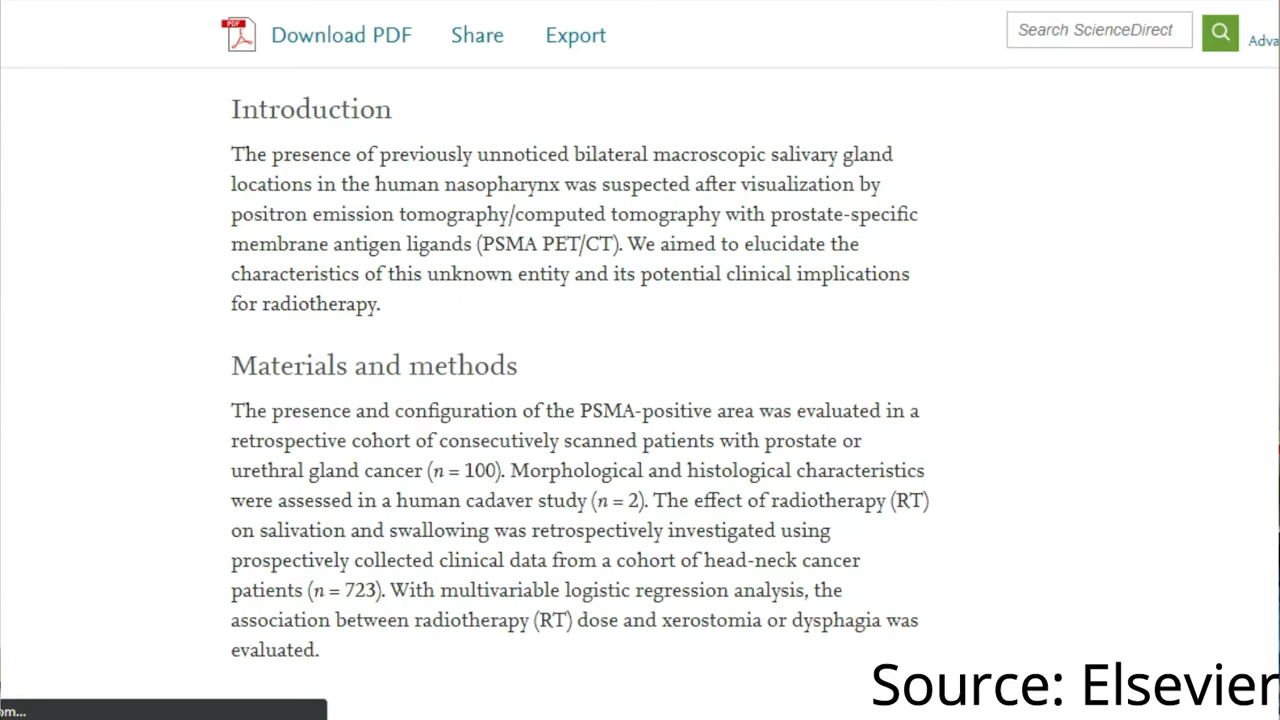 PDF
Download PDF Share Export Search ScienceDirect
Introduction
The presence of previously unnoticed bilateral macroscopic salivary gland
locations in the human nasopharynx was suspected after visualization by
positron emission tomography/computed tomography with prostate-specific
membrane antigen ligands (PSMA PET/CT). We aimed to elucidate the
characteristics of this unknown entity and its potential clinical implications
for radiotherapy.
Materials and methods
The presence and configuration of the PSMA-positive area was evaluated in a
retrospective cohort of consecutively scanned patients with prostate or
urethral gland cancer (n = 100). Morphological and histological characteristics
were assessed in a human cadaver study (n = 2). The effect of radiotherapy (RT)
on salivation and swallowing was retrospectively investigated using
prospectively collected clinical data from a cohort of head-neck cancer
patients (n = 723). With multivariable logistic regression analysis, the
association between radiotherapy (RT) dose and xerostomia or dysphagia was
evaluated.
Source: Elsevier
om...